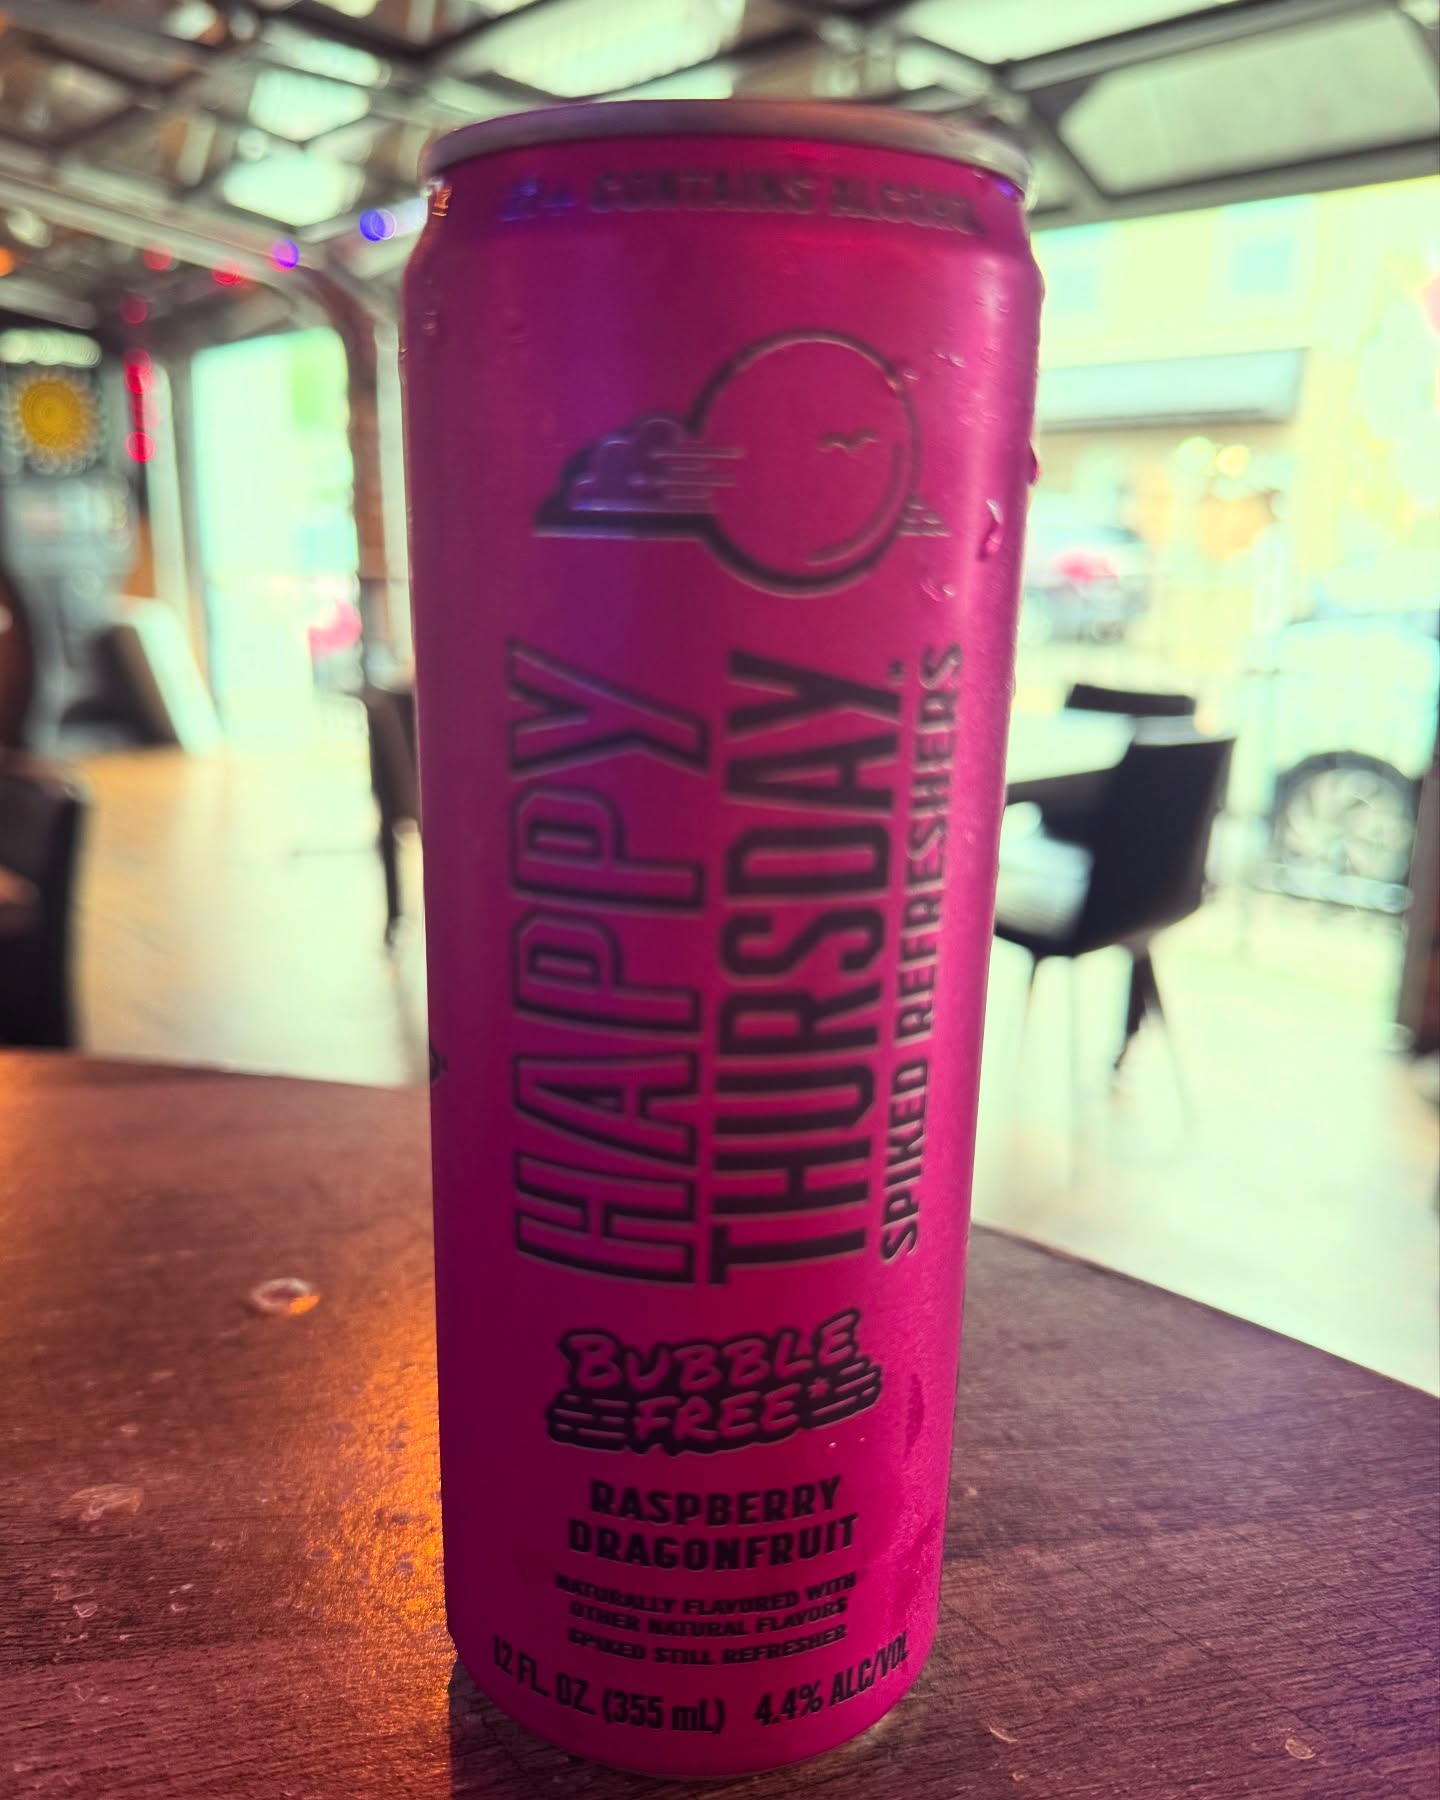 21+ CONTAINS ALCOHOL
HAPPY
THURSDAY
SPIKED REFRESHERS
BUBBLE
FREE*
RASPBERRY
DRAGONFRUIT
NATURALLY FLAVORED WITH
OTHER NATURAL FLAVORS
SPIKED STILL REFRESHER
12 FL. OZ. (355 mL) 4.4% ALC/VOL